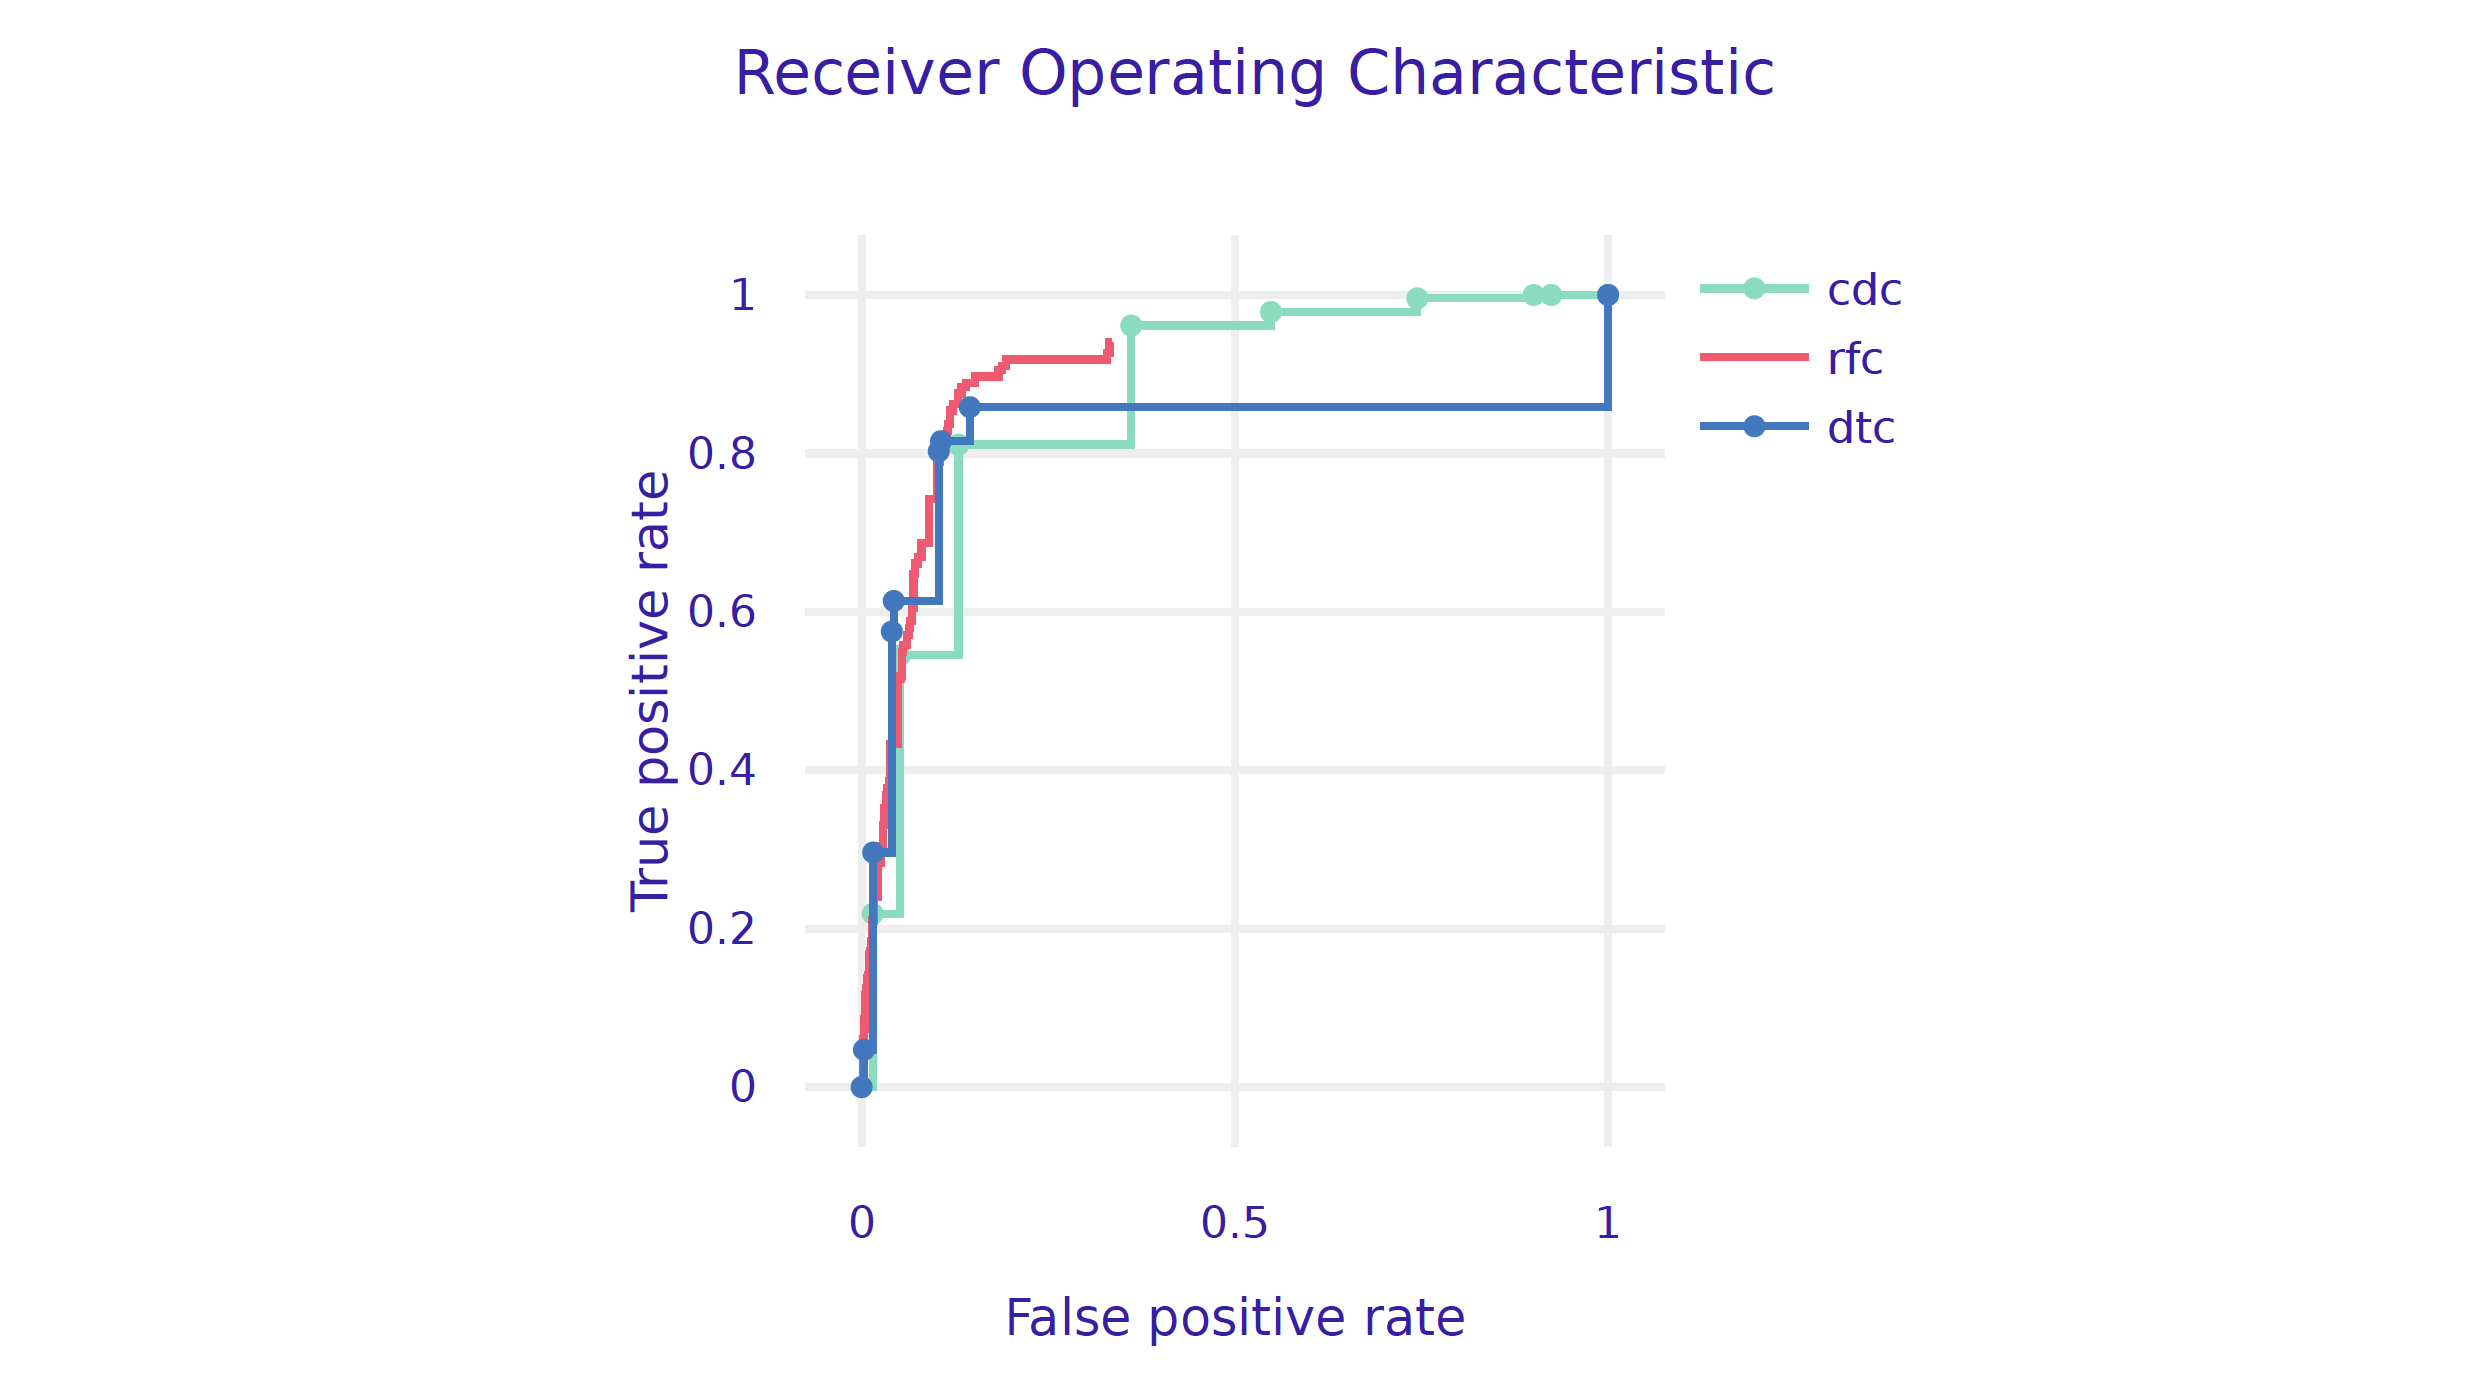 Receiver Operating Characteristic
cdc
rfc
dtc
True positive rate
1
0.8
0.6
0.4
0.2
0
0
0.5
1
False positive rate